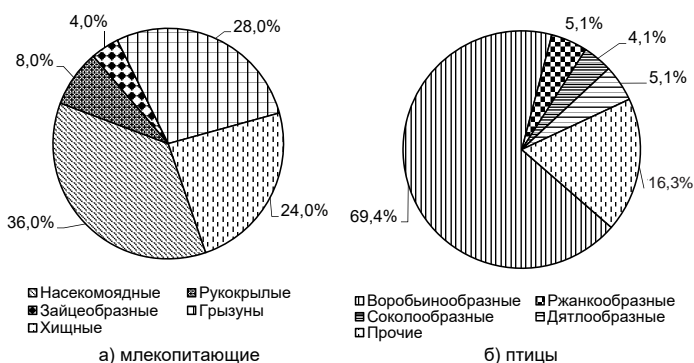 4,0%
28,0%
8,0%
36,0%
24,0%
Насекомоядные Рукокрылые
Зайцеобразные Грызуны
Хищные
а) млекопитающие
5,1%
4,1%
5,1%
16,3%
69,4%
Воробьинообразные Ржанкообразные
Соколообразные Дятлообразные
Прочие
б) птицы